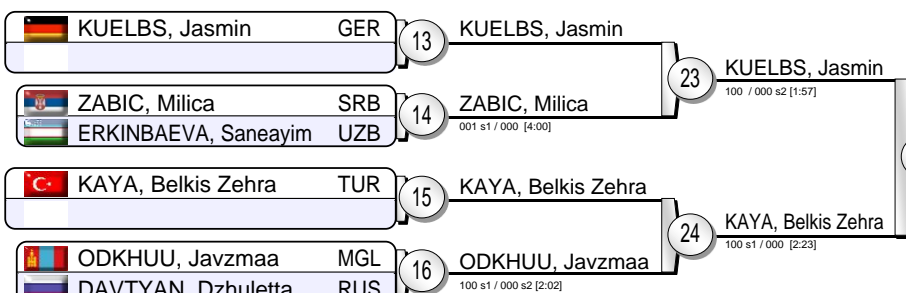 KUELBS, Jasmin GER
13
KUELBS, Jasmin
23
KUELBS, Jasmin
100 / 000 s2 [1:57]
ZABIC, Milica SRB
ERKINBAEVA, Saneayim UZB
14
ZABIC, Milica
001 s1 / 000 [4:00]
KAYA, Belkis Zehra TUR
15
KAYA, Belkis Zehra
24
KAYA, Belkis Zehra
100 s1 / 000 [2:23]
ODKHUU, Javzmaa MGL
DAVTYAN, Dzhuletta RUS
16
ODKHUU, Javzmaa
100 s1 / 000 s2 [2:02]